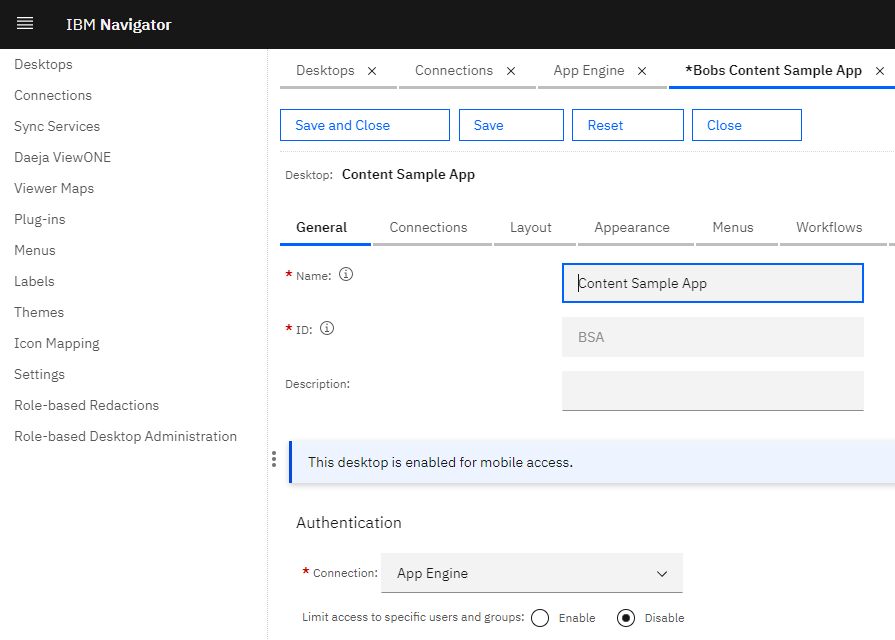 IBM Navigator
Desktops
Connections
Sync Services
Daeja ViewONE
Viewer Maps
Plug-ins
Menus
Labels
Themes
Icon Mapping
Settings
Role-based Redactions
Role-based Desktop Administration
Desktops Connections App Engine *Bobs Content Sample App
Save and Close Save Reset Close
Desktop: Content Sample App
General Connections Layout Appearance Menus Workflows
* Name: Content Sample App
* ID: BSA
Description:
This desktop is enabled for mobile access.
Authentication
* Connection: App Engine
Limit access to specific users and groups: Enable Disable